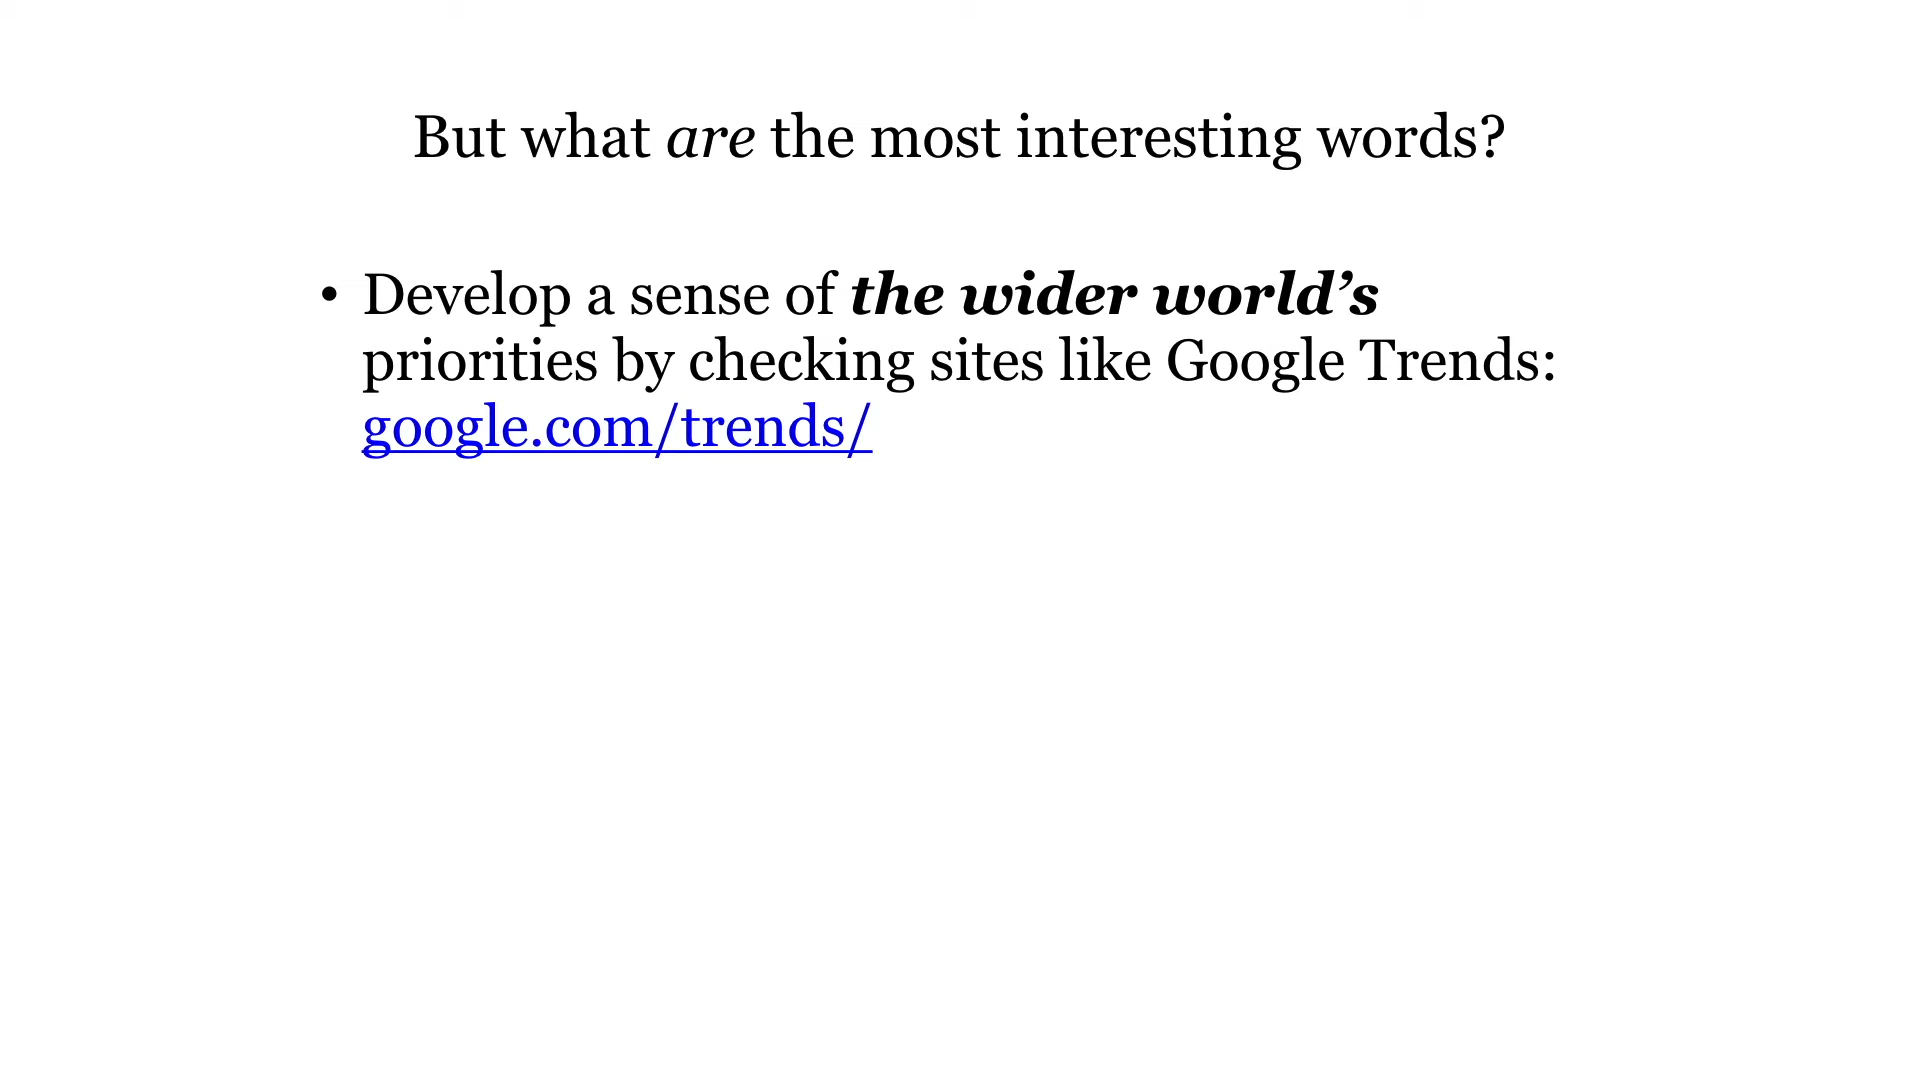 But what are the most interesting words?
• Develop a sense of the wider world’s
priorities by checking sites like Google Trends:
google.com/trends/